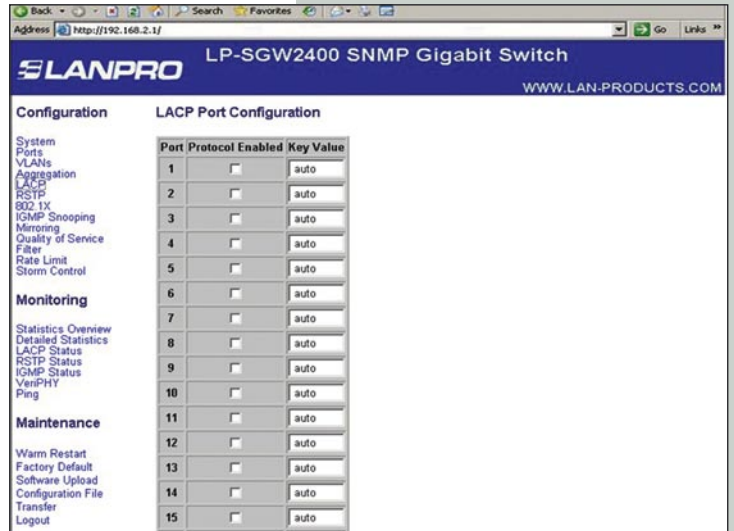 Back Search Favorites
Address http://192.168.2.1/ Go Links »
LANPRO LP-SGW2400 SNMP Gigabit Switch
WWW.LAN-PRODUCTS.COM
Configuration
System
Ports
VLANs
Aggregation
LACP
RSTP
802.1X
IGMP Snooping
Mirroring
Quality of Service
Filter
Rate Limit
Storm Control
Monitoring
Statistics Overview
Detailed Statistics
LACP Status
RSTP Status
IGMP Status
VeriPHY
Ping
Maintenance
Warm Restart
Factory Default
Software Upload
Configuration File
Transfer
Logout
LACP Port Configuration
Port Protocol Enabled Key Value
1 auto
2 auto
3 auto
4 auto
5 auto
6 auto
7 auto
8 auto
9 auto
10 auto
11 auto
12 auto
13 auto
14 auto
15 auto